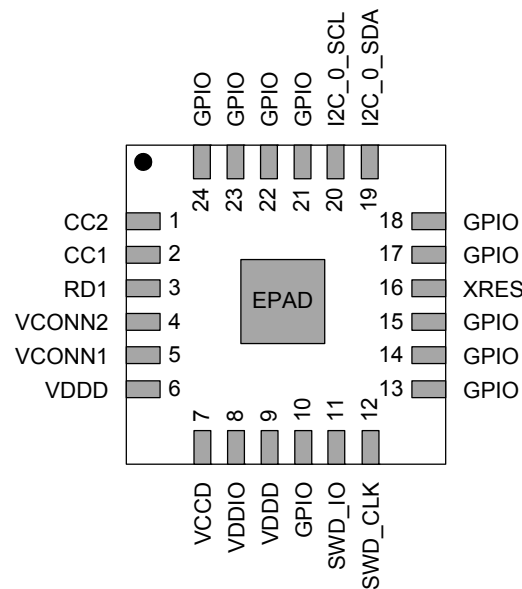 GPIO
GPIO
GPIO
GPIO
I2C_0_SCL
I2C_0_SDA
24
23
22
21
20
19
CC2 1
CC1 2
RD1 3
VCONN2 4
VCONN1 5
VDDD 6
EPAD
18 GPIO
17 GPIO
16 XRES
15 GPIO
14 GPIO
13 GPIO
7
8
9
10
11
12
VCCD
VDDIO
VDDD
GPIO
SWD_IO
SWD_CLK